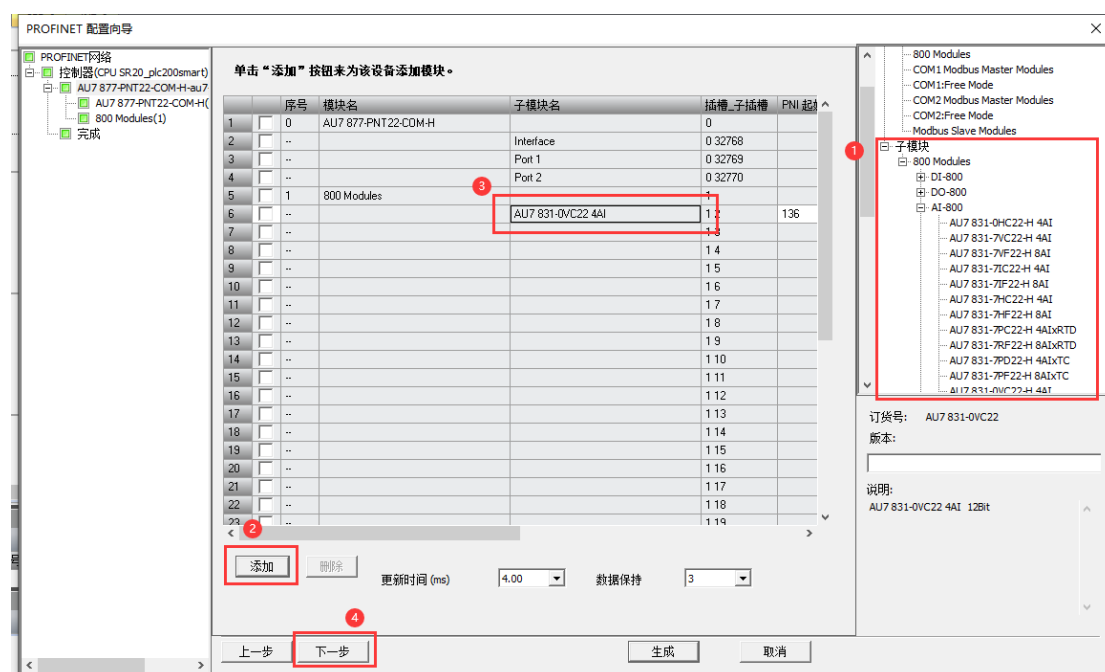 PROFINET 配置向导
PROFINET网络
控制器(CPU SR20_plc200smart)
AU7 877-PNT22-COM-H-au7
AU7 877-PNT22-COM-H(
800 Modules(1)
完成
单击“添加”按钮来为该设备添加模块。
序号 模块名 子模块名 插槽_子插槽 PNI 起始
1 0 AU7 877-PNT22-COM-H 0
2 -- Interface 0 32768
3 -- Port 1 0 32769
4 -- Port 2 0 32770
3
5 1 800 Modules 1
6 -- AU7 831-0VC22 4AI 1 2 136
7 -- 1 3
8 -- 1 4
9 -- 1 5
10 -- 1 6
11 -- 1 7
12 -- 1 8
13 -- 1 9
14 -- 1 10
15 -- 1 11
16 -- 1 12
17 -- 1 13
18 -- 1 14
19 -- 1 15
20 -- 1 16
21 -- 1 17
22 -- 1 18
23 -- 1 19
2
添加 删除 更新时间 (ms) 4.00 数据保持 3
4
上一步 下一步 生成 取消
800 Modules
COM1 Modbus Master Modules
COM1:Free Mode
COM2 Modbus Master Modules
COM2:Free Mode
Modbus Slave Modules
1
子模块
800 Modules
DI-800
DO-800
AI-800
AU7 831-0HC22-H 4AI
AU7 831-7VC22-H 4AI
AU7 831-7VF22-H 8AI
AU7 831-7IC22-H 4AI
AU7 831-7IF22-H 8AI
AU7 831-7HC22-H 4AI
AU7 831-7HF22-H 8AI
AU7 831-7PC22-H 4AIxRTD
AU7 831-7RF22-H 8AIxRTD
AU7 831-7PD22-H 4AIxTC
AU7 831-7PF22-H 8AIxTC
AU7 831-0VC22-H 4AI
订货号: AU7 831-0VC22
版本:
说明:
AU7 831-0VC22 4AI 12Bit